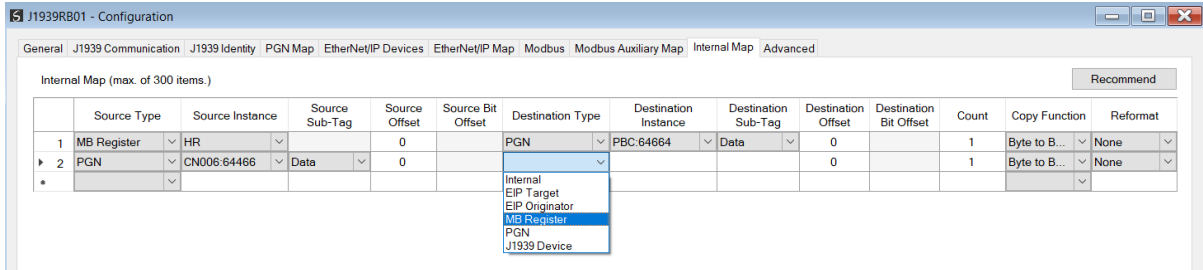 J1939RB01 - Configuration
General J1939 Communication J1939 Identity PGN Map EtherNet/IP Devices EtherNet/IP Map Modbus Modbus Auxiliary Map Internal Map Advanced
Internal Map (max. of 300 items.) Recommend
Source Type Source Instance Source Sub-Tag Source Offset Source Bit Offset Destination Type Destination Instance Destination Sub-Tag Destination Offset Destination Bit Offset Count Copy Function Reformat
1 MB Register HR 0 PGN PBC:64664 Data 0 1 Byte to B... None
2 PGN CN006:64466 Data 0 0 1 Byte to B... None
Internal
EIP Target
EIP Originator
MB Register
PGN
J1939 Device